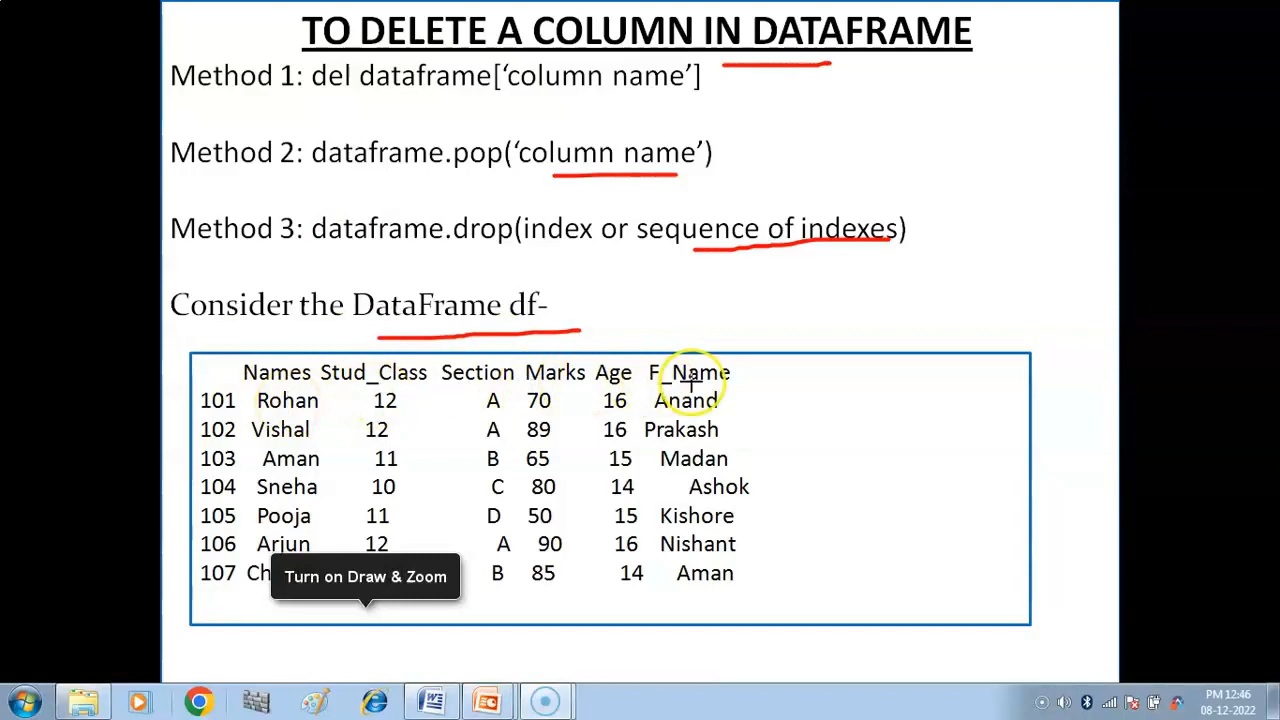 TO DELETE A COLUMN IN DATAFRAME
Method 1: del dataframe[‘column name’]
Method 2: dataframe.pop(‘column name’)
Method 3: dataframe.drop(index or sequence of indexes)
Consider the DataFrame df-
Names Stud_Class Section Marks Age F_Name
101 Rohan 12 A 70 16 Anand
102 Vishal 12 A 89 16 Prakash
103 Aman 11 B 65 15 Madan
104 Sneha 10 C 80 14 Ashok
105 Pooja 11 D 50 15 Kishore
106 Arjun 12 A 90 16 Nishant
107 B 85 14 Aman
Turn on Draw & Zoom
PM 12:46
08-12-2022